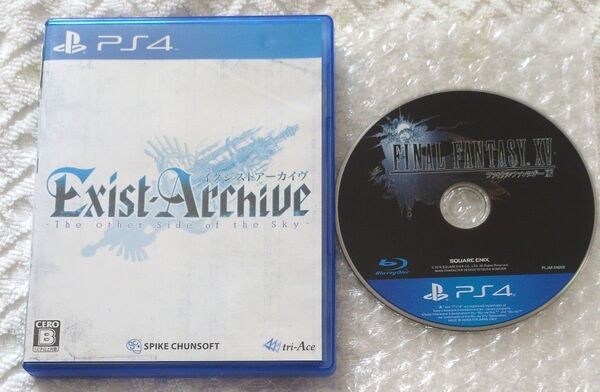 PS4
イグジストアーカイヴ
Exist Archive
-The other Side of the Sky-
CERO
B
SPIKE CHUNSOFT
tri-Ace
FINAL FANTASY XV
ファイナルファンタジー XV
SQUARE ENIX
Blu-ray Disc
PS4